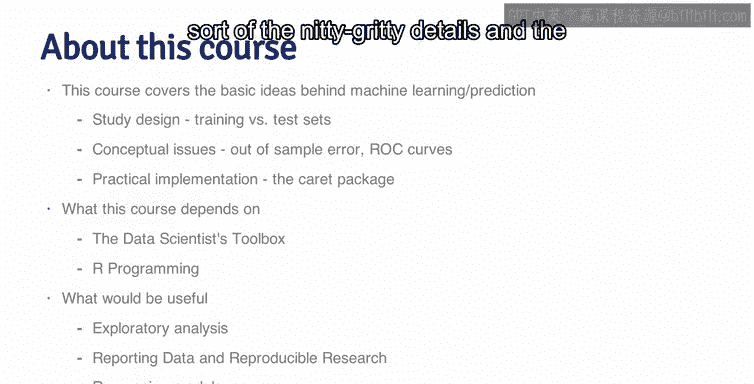 sort of the nitty-gritty details and the
About this course
· This course covers the basic ideas behind machine learning/prediction
- Study design - training vs. test sets
- Conceptual issues - out of sample error, ROC curves
- Practical implementation - the caret package
· What this course depends on
- The Data Scientist's Toolbox
- R Programming
· What would be useful
- Exploratory analysis
- Reporting Data and Reproducible Research